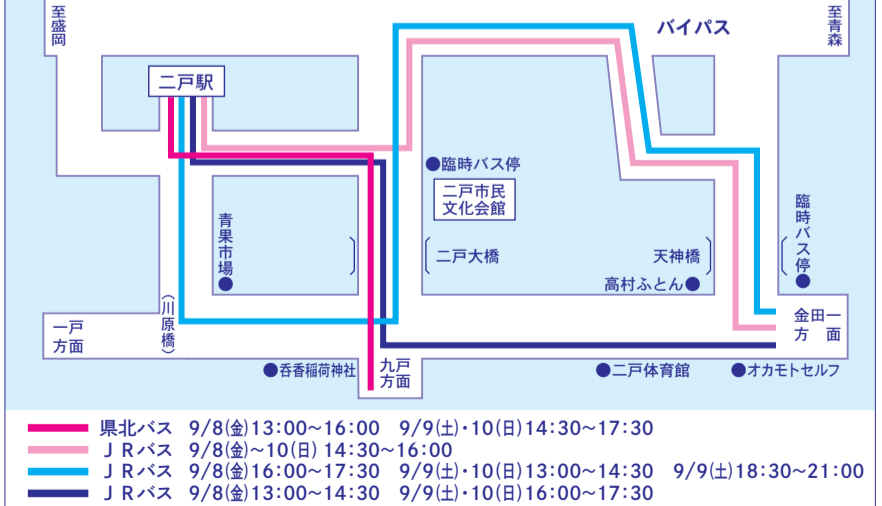 至盛岡
バイパス
至青森
二戸駅
臨時バス停
二戸市民
文化会館
青果市場
二戸大橋
天神橋
臨時バス停
高村ふとん
(川原橋)
一戸
方面
金田一
方面
呑香稲荷神社
九戸
方面
二戸体育館
オカモトセルフ
県北バス 9/8(金)13:00～16:00 9/9(土)・10(日)14:30～17:30
ＪＲバス 9/8(金)～10(日)14:30～16:00
ＪＲバス 9/8(金)16:00～17:30 9/9(土)・10(日)13:00～14:30 9/9(土)18:30～21:00
ＪＲバス 9/8(金)13:00～14:30 9/9(土)・10(日)16:00～17:30